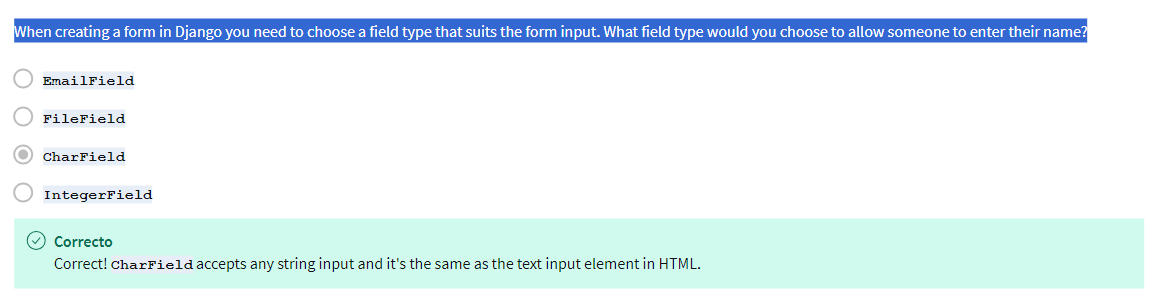 When creating a form in Django you need to choose a field type that suits the form input. What field type would you choose to allow someone to enter their name?
EmailField
FileField
CharField
IntegerField
Correcto
Correct! CharField accepts any string input and it's the same as the text input element in HTML.